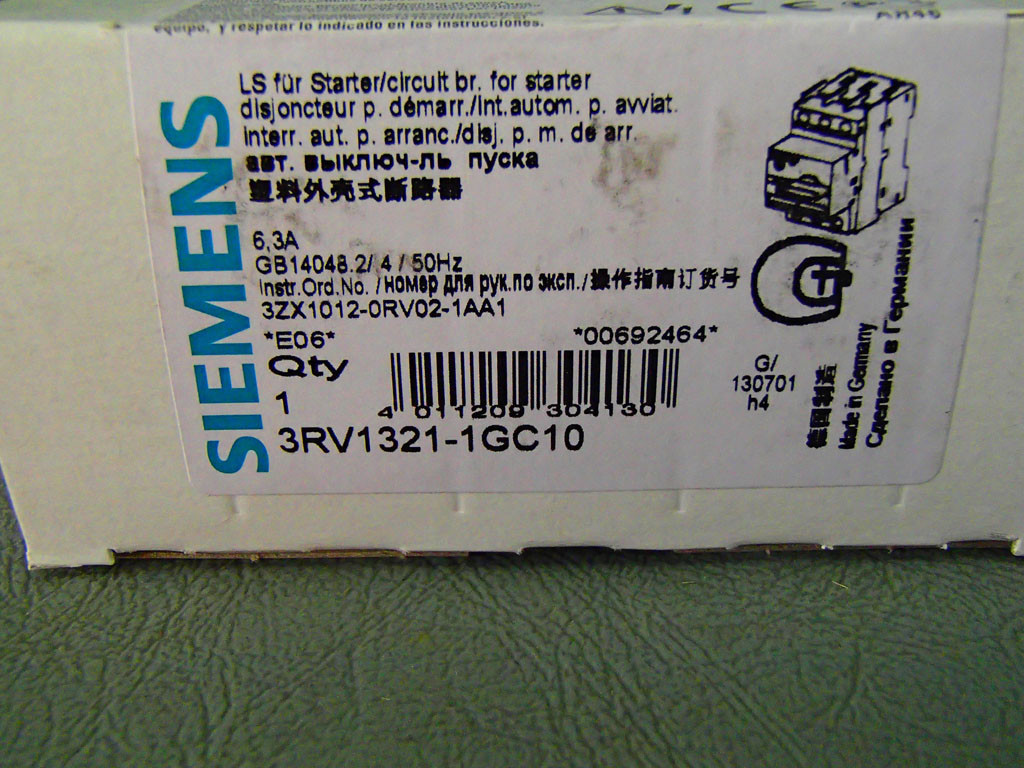 equipo, y respetar lo indicado en las instrucciones.
AR45
SIEMENS
LS für Starter/circuit br. for starter
disjoncteur p. démarr./int.autom. p. avviat.
interr. aut. p. arranc./disj. p. m. de arr.
авт. выключ-ль пуска
塑料外壳式断路器
6,3A
GB14048.2/ 4 / 50Hz
Instr.Ord.No. /номер для рук.по эксп./操作指南订货号
3ZX1012-0RV02-1AA1
*E06* *00692464*
Qty
1
4 011209 304130
3RV1321-1GC10
G/
130701
h4
德国制造
Made in Germany
Сделано в Германии